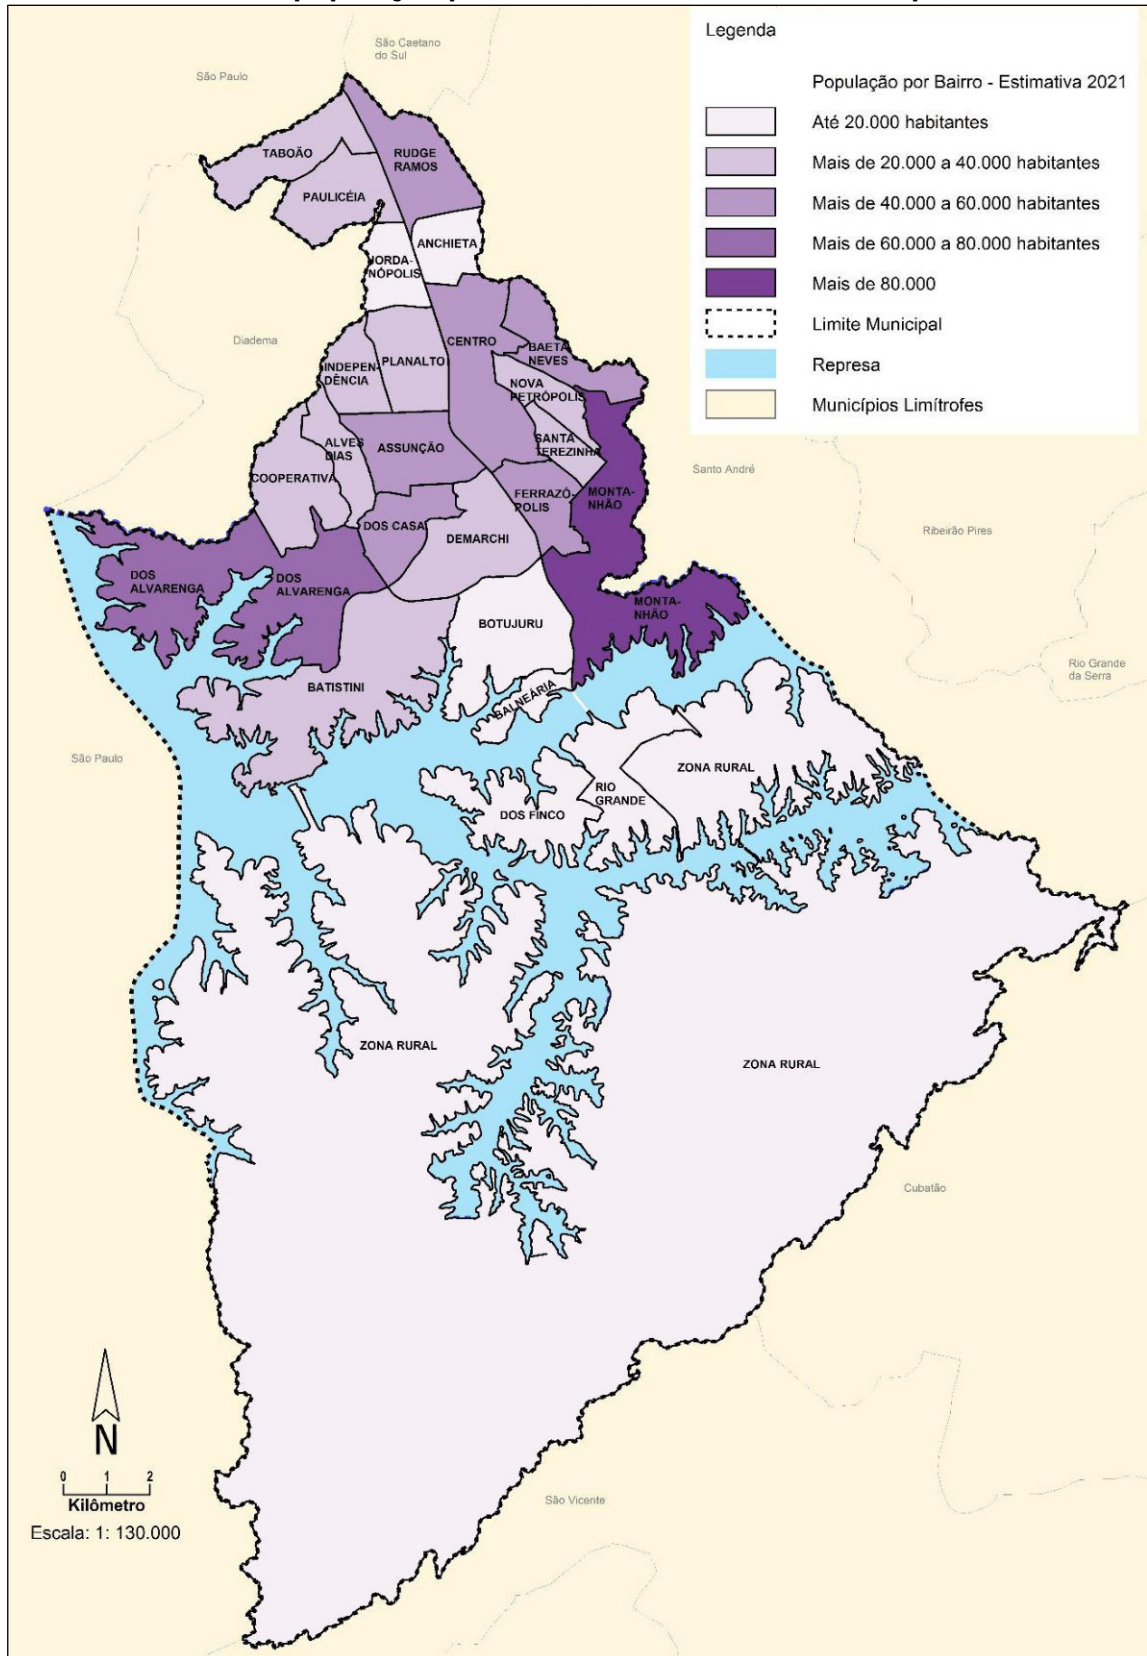 Legenda
População por Bairro - Estimativa 2021
Até 20.000 habitantes
Mais de 20.000 a 40.000 habitantes
Mais de 40.000 a 60.000 habitantes
Mais de 60.000 a 80.000 habitantes
Mais de 80.000
Limite Municipal
Represa
Municípios Limítrofes
São Caetano
do Sul
São Paulo
TABOÃO
RUDGE
RAMOS
PAULICÉIA
ANCHIETA
JORDA-
NÓPOLIS
Diadema
CENTRO
BAETA
NEVES
INDEPEN-
DÊNCIA
PLANALTO
NOVA
PETRÓPOLIS
ALVES
DIAS
ASSUNÇÃO
SANTA
TEREZINHA
COOPERATIVA
Santo André
FERRAZÓ-
POLIS
MONTA-
NHÃO
DOS CASA
DEMARCHI
Ribeirão Pires
DOS
ALVARENGA
DOS
ALVARENGA
MONTA-
NHÃO
BOTUJURU
Rio Grande
da Serra
BATISTINI
BALNEÁRIA
São Paulo
ZONA RURAL
RIO
GRANDE
DOS FINCO
ZONA RURAL
ZONA RURAL
Cubatão
N
0 1 2
Kilômetro
Escala: 1: 130.000
São Vicente